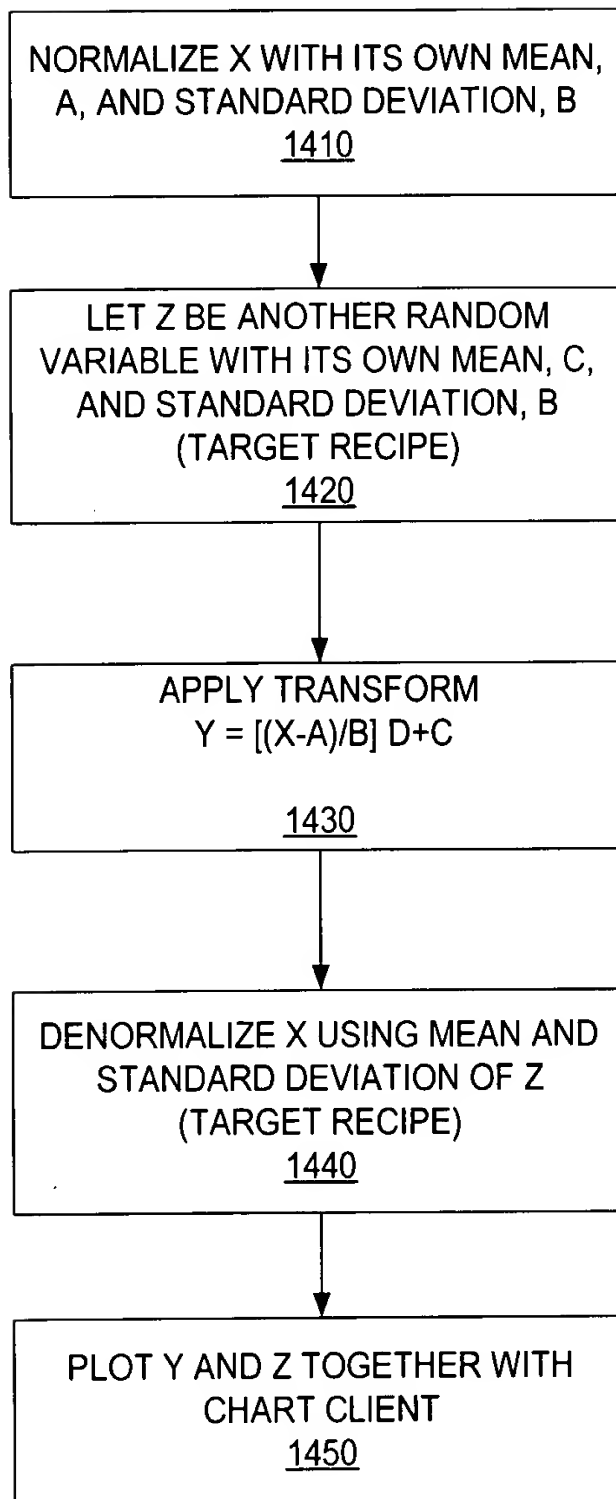 NORMALIZE X WITH ITS OWN MEAN,
A, AND STANDARD DEVIATION, B
1410
LET Z BE ANOTHER RANDOM
VARIABLE WITH ITS OWN MEAN, C,
AND STANDARD DEVIATION, B
(TARGET RECIPE)
1420
APPLY TRANSFORM
Y = [(X-A)/B] D+C
1430
DENORMALIZE X USING MEAN AND
STANDARD DEVIATION OF Z
(TARGET RECIPE)
1440
PLOT Y AND Z TOGETHER WITH
CHART CLIENT
1450